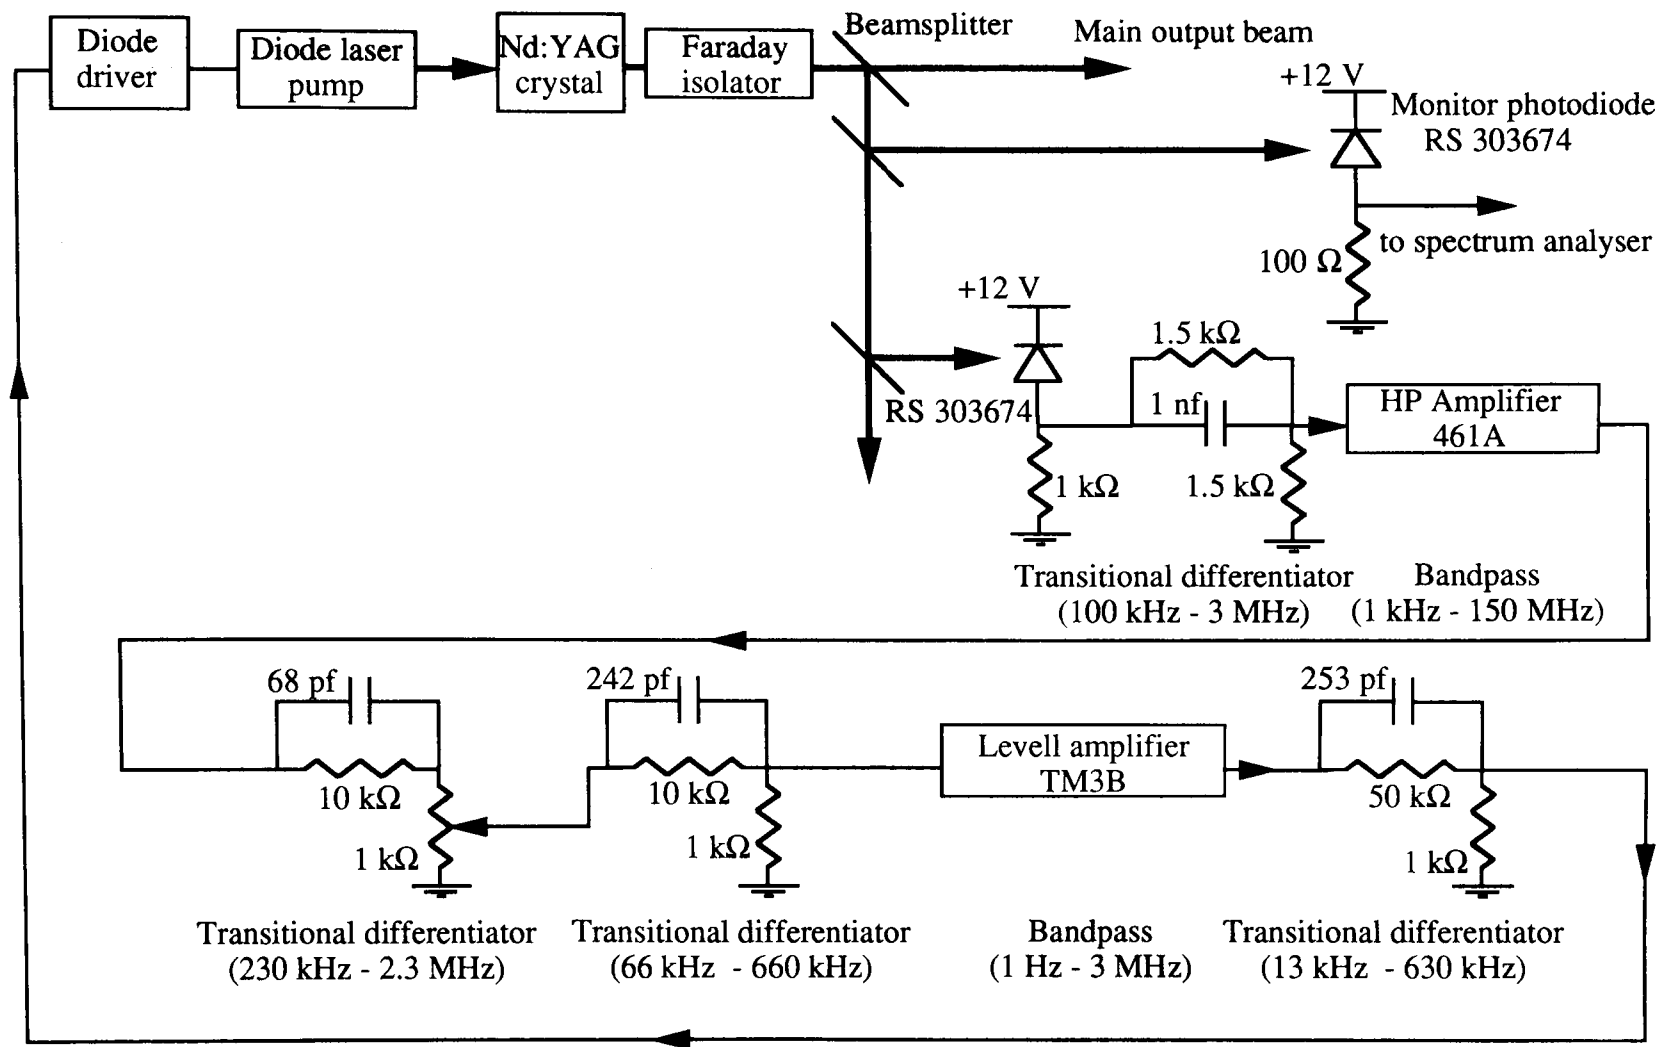 Diode
driver
Diode laser
pump
Nd:YAG
crystal
Faraday
isolator
Beamsplitter
Main output beam
+12 V
Monitor photodiode
RS 303674
to spectrum analyser
100 Ω
+12 V
RS 303674
1 kΩ
1.5 kΩ
1 nf
1.5 kΩ
HP Amplifier
461A
Transitional differentiator
(100 kHz - 3 MHz)
Bandpass
(1 kHz - 150 MHz)
68 pf
10 kΩ
1 kΩ
242 pf
10 kΩ
1 kΩ
Levell amplifier
TM3B
253 pf
50 kΩ
1 kΩ
Transitional differentiator
(230 kHz - 2.3 MHz)
Transitional differentiator
(66 kHz - 660 kHz)
Bandpass
(1 Hz - 3 MHz)
Transitional differentiator
(13 kHz - 630 kHz)